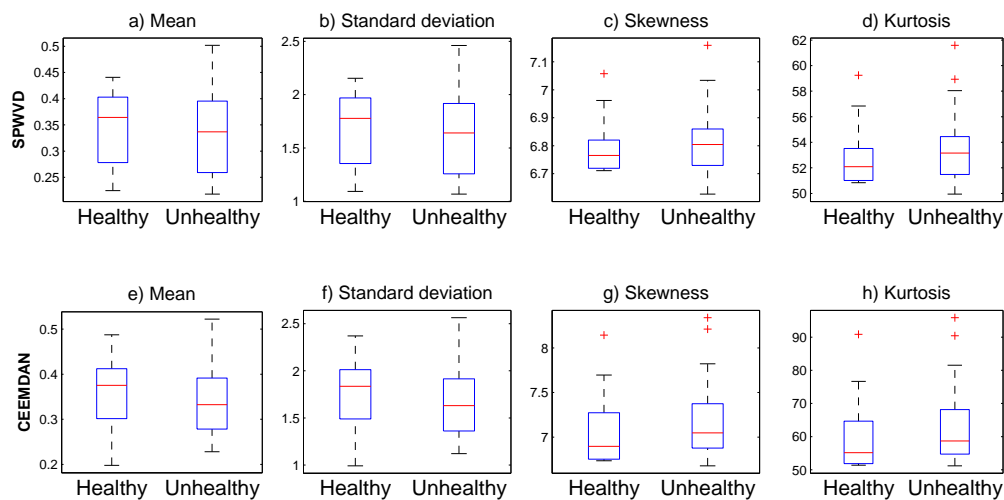 a) Mean
b) Standard deviation
c) Skewness
d) Kurtosis
SPWVD
0.5
0.45
0.4
0.35
0.3
0.25
2.5
2
1.5
1
7.1
7
6.9
6.8
6.7
62
60
58
56
54
52
50
Healthy Unhealthy
Healthy Unhealthy
Healthy Unhealthy
Healthy Unhealthy
e) Mean
f) Standard deviation
g) Skewness
h) Kurtosis
CEEMDAN
0.5
0.4
0.3
0.2
2.5
2
1.5
1
8
7.5
7
90
80
70
60
50
Healthy Unhealthy
Healthy Unhealthy
Healthy Unhealthy
Healthy Unhealthy